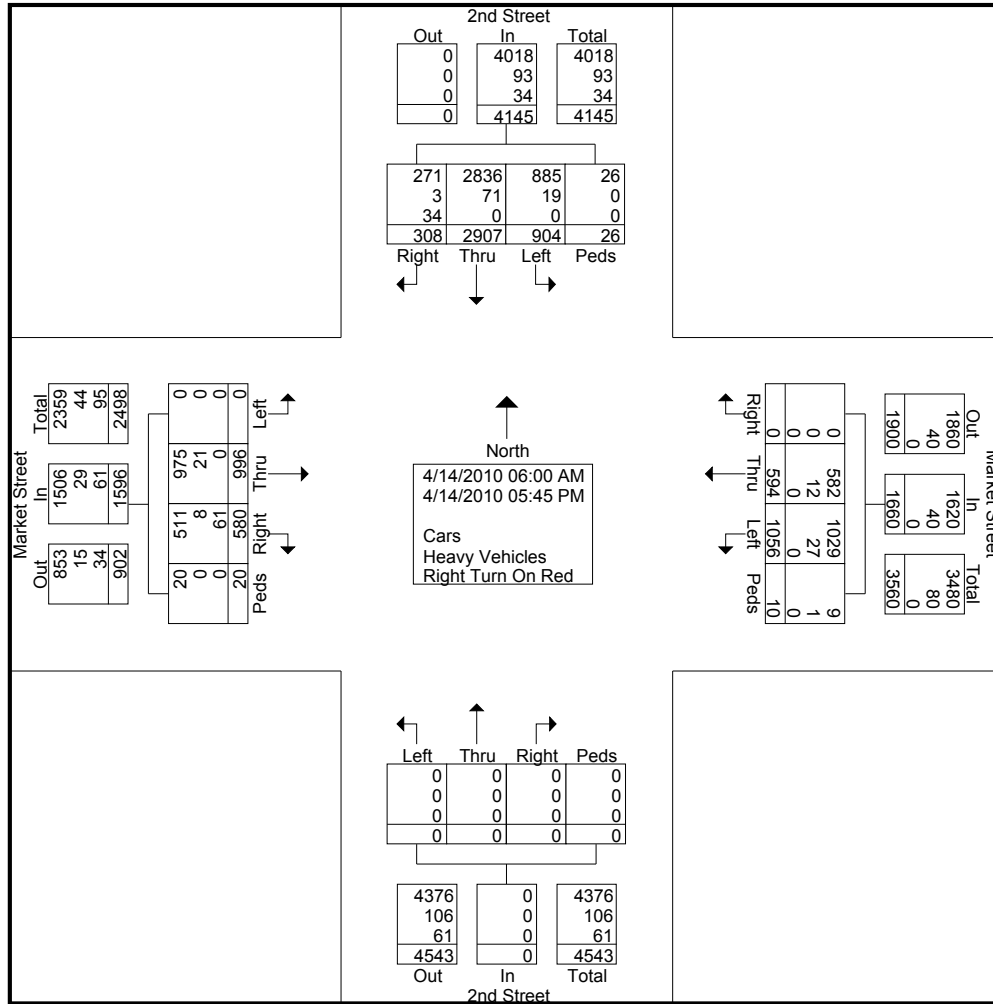 2nd Street
Out In Total
0 4018 4018
0 93 93
0 34 34
0 4145 4145
271 2836 885 26
3 71 19 0
34 0 0 0
308 2907 904 26
Right Thru Left Peds
Market Street
Total
2359
44
95
2498
In
1506
29
61
1596
Out
853
15
34
902
0
0
0
0
Left
975
21
0
996
Thru
511
8
61
580
Right
20
0
0
20
Peds
North
4/14/2010 06:00 AM
4/14/2010 05:45 PM
Cars
Heavy Vehicles
Right Turn On Red
Right
0
0
0
0
Thru
582
12
0
594
Left
1029
27
0
1056
Peds
9
1
0
10
Out
1860
40
0
1900
In
1620
40
0
1660
Total
3480
80
0
3560
Market Street
Left Thru Right Peds
0 0 0 0
0 0 0 0
0 0 0 0
0 0 0 0
4376 0 4376
106 0 106
61 0 61
4543 0 4543
Out In Total
2nd Street